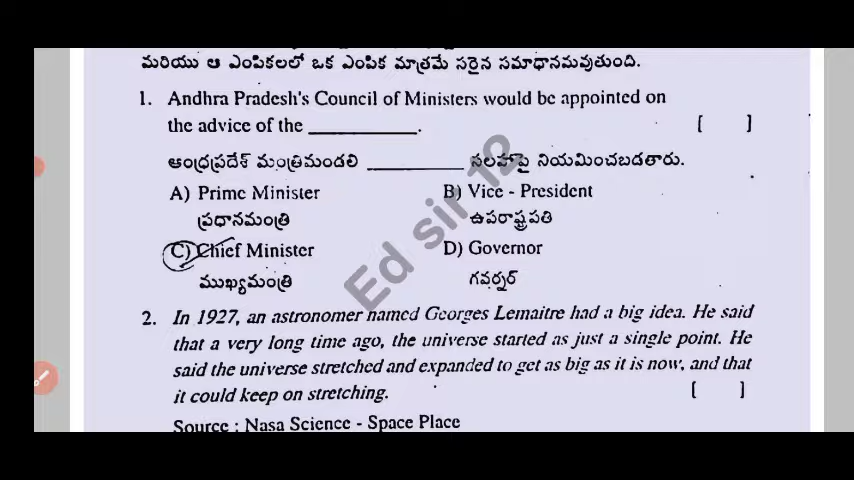 మరియు ఆ ఎంపికలలో ఒక ఎంపిక మాత్రమే సరైన సమాధానమవుతుంది.
1. Andhra Pradesh's Council of Ministers would be appointed on
the advice of the ____________. [ ]
ఆంధ్రప్రదేశ్ మంత్రిమండలి ____________ సలహాపై నియమించబడతారు.
A) Prime Minister B) Vice - President
ప్రధానమంత్రి ఉపరాష్ట్రపతి
C) Chief Minister D) Governor
ముఖ్యమంత్రి గవర్నర్
Ed sir 12
2. In 1927, an astronomer named Georges Lemaitre had a big idea. He said
that a very long time ago, the universe started as just a single point. He
said the universe stretched and expanded to get as big as it is now, and that
it could keep on stretching. [ ]
Source : Nasa Science - Space Place